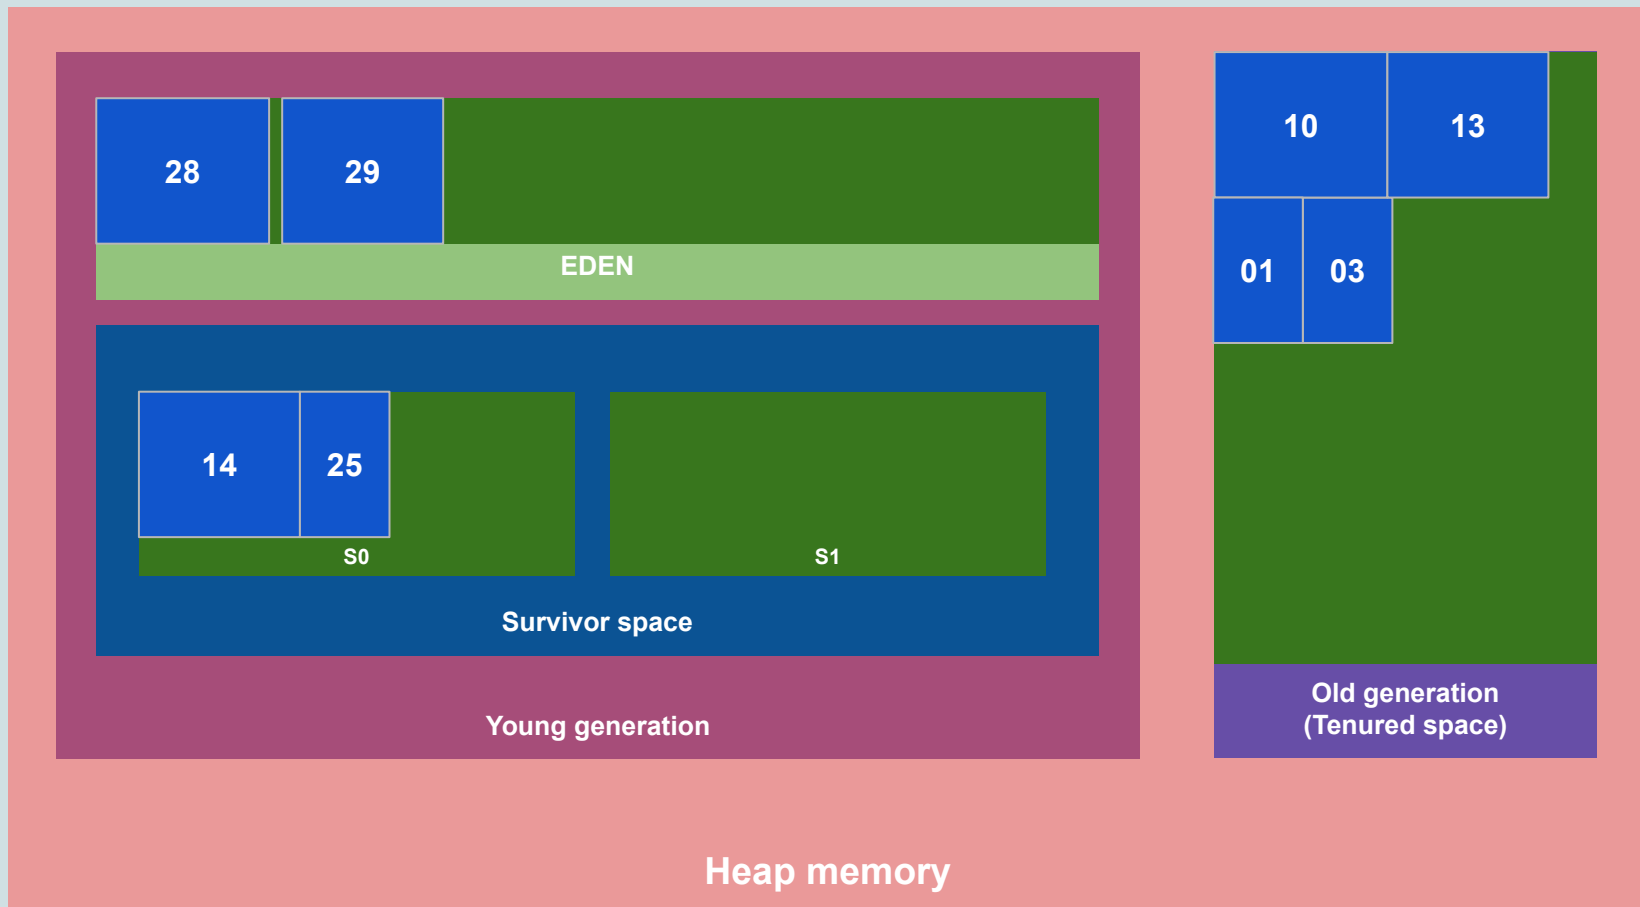 28
29
EDEN
14
25
S0
S1
Survivor space
Young generation
10
13
01
03
Old generation
(Tenured space)
Heap memory